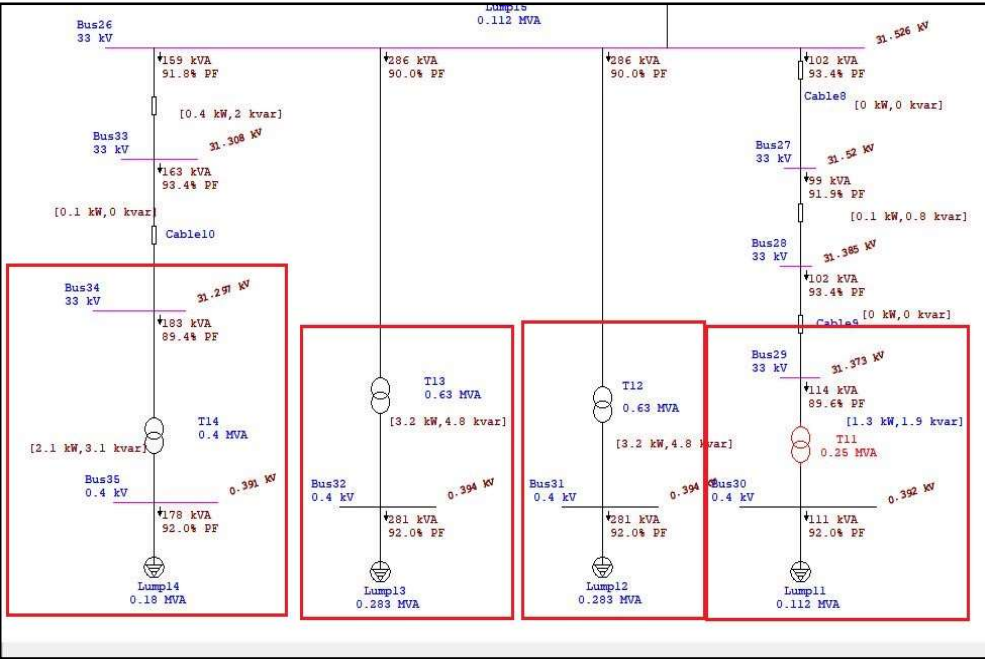 Lump15
0.112 MVA
Bus26
33 kV
31.526 kV
159 kVA
91.8% PF
286 kVA
90.0% PF
286 kVA
90.0% PF
102 kVA
93.4% PF
Cable8
[0 kW,0 kvar]
[0.4 kW,2 kvar]
Bus33
33 kV
31.308 kV
163 kVA
93.4% PF
Bus27
33 kV
31.52 kV
99 kVA
91.9% PF
[0.1 kW,0 kvar]
Cable10
[0.1 kW,0.8 kvar]
Bus28
33 kV
31.385 kV
102 kVA
93.4% PF
Cable9
[0 kW,0 kvar]
Bus34
33 kV
31.297 kV
183 kVA
89.4% PF
T14
0.4 MVA
[2.1 kW,3.1 kvar]
Bus35
0.4 kV
0.391 kV
178 kVA
92.0% PF
Lump14
0.18 MVA
T13
0.63 MVA
[3.2 kW,4.8 kvar]
Bus32
0.4 kV
0.394 kV
281 kVA
92.0% PF
Lump13
0.283 MVA
T12
0.63 MVA
[3.2 kW,4.8 kvar]
Bus31
0.4 kV
0.394
281 kVA
92.0% PF
Lump12
0.283 MVA
Bus29
33 kV
31.373 kV
114 kVA
89.6% PF
[1.3 kW,1.9 kvar]
T11
0.25 MVA
Bus30
0.4 kV
0.392 kV
111 kVA
92.0% PF
Lump11
0.112 MVA